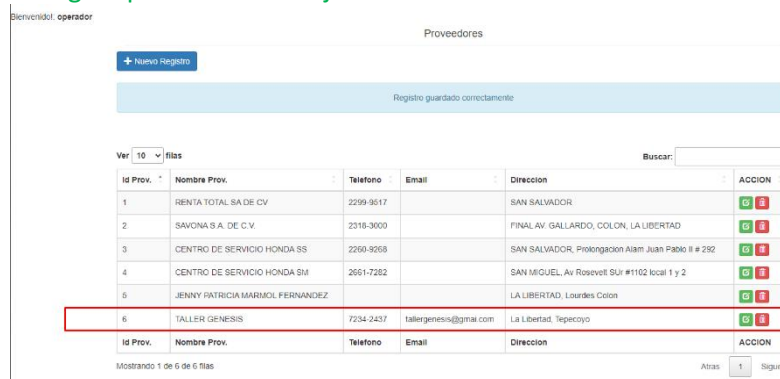 Bienvenido!: operador
Proveedores
+ Nuevo Registro
Registro guardado correctamente
Ver 10 filas
Buscar:
Id Prov. Nombre Prov. Telefono Email Direccion ACCION
1 RENTA TOTAL SA DE CV 2299-9517 SAN SALVADOR
2 SAVONA S.A. DE C.V. 2318-3000 FINAL AV. GALLARDO, COLON, LA LIBERTAD
3 CENTRO DE SERVICIO HONDA SS 2260-9268 SAN SALVADOR, Prolongacion Alam Juan Pablo II # 292
4 CENTRO DE SERVICIO HONDA SM 2661-7282 SAN MIGUEL, Av Rosevelt SUr #1102 local 1 y 2
5 JENNY PATRICIA MARMOL FERNANDEZ LA LIBERTAD, Lourdes Colon
6 TALLER GENESIS 7234-2437 tallergenesis@gmai.com La Libertad, Tepecoyo
Id Prov. Nombre Prov. Telefono Email Direccion ACCION
Mostrando 1 de 6 de 6 filas
Atras 1 Sigu